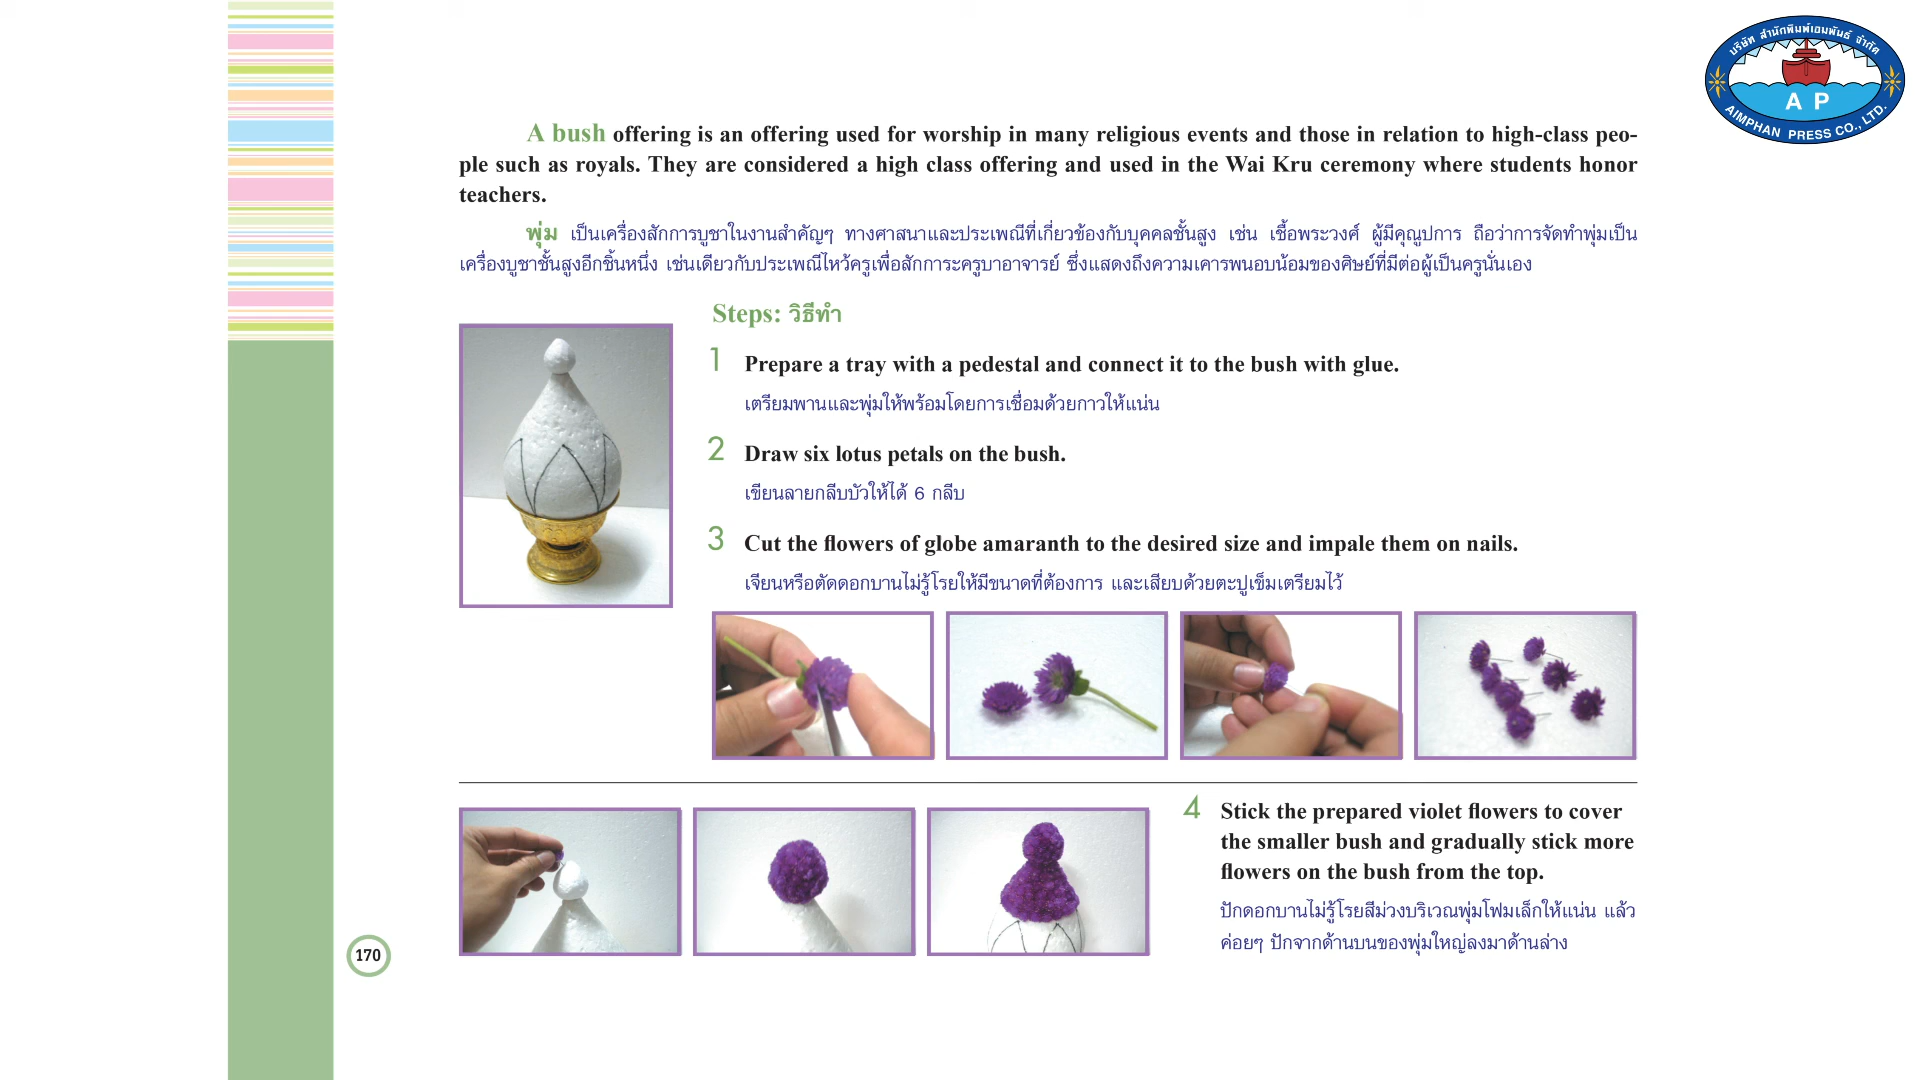 บริษัท สำนักพิมพ์เอมพันธ์ จำกัด
A P
AIMPHAN PRESS CO., LTD.
A bush offering is an offering used for worship in many religious events and those in relation to high-class peo-
ple such as royals. They are considered a high class offering and used in the Wai Kru ceremony where students honor
teachers.
พุ่ม เป็นเครื่องสักการบูชาในงานสำคัญๆ ทางศาสนาและประเพณีที่เกี่ยวข้องกับบุคคลชั้นสูง เช่น เชื้อพระวงศ์ ผู้มีคุณูปการ ถือว่าการจัดทำพุ่มเป็น
เครื่องบูชาชั้นสูงอีกชิ้นหนึ่ง เช่นเดียวกับประเพณีไหว้ครูเพื่อสักการะครูบาอาจารย์ ซึ่งแสดงถึงความเคารพนอบน้อมของศิษย์ที่มีต่อผู้เป็นครูนั่นเอง
Steps: วิธีทำ
1 Prepare a tray with a pedestal and connect it to the bush with glue.
เตรียมพานและพุ่มให้พร้อมโดยการเชื่อมด้วยกาวให้แน่น
2 Draw six lotus petals on the bush.
เขียนลายกลีบบัวให้ได้ 6 กลีบ
3 Cut the flowers of globe amaranth to the desired size and impale them on nails.
เจียนหรือตัดดอกบานไม่รู้โรยให้มีขนาดที่ต้องการ และเสียบด้วยตะปูเข็มเตรียมไว้
4 Stick the prepared violet flowers to cover
the smaller bush and gradually stick more
flowers on the bush from the top.
ปักดอกบานไม่รู้โรยสีม่วงบริเวณพุ่มโฟมเล็กให้แน่น แล้ว
ค่อยๆ ปักจากด้านบนของพุ่มใหญ่ลงมาด้านล่าง
170